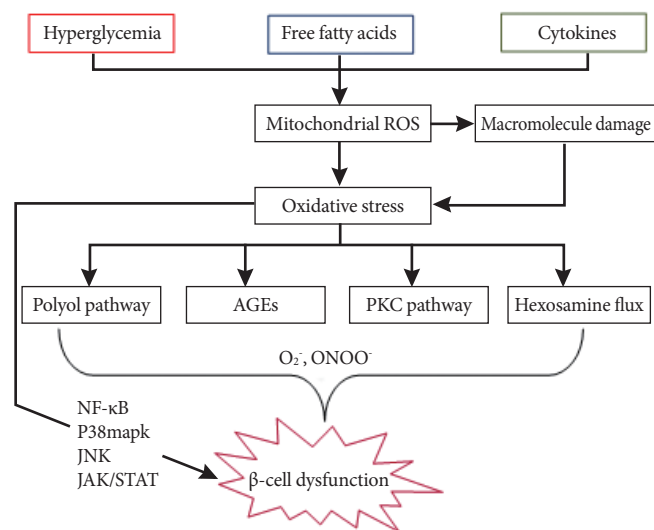 Hyperglycemia
Free fatty acids
Cytokines
Mitochondrial ROS
Macromolecule damage
Oxidative stress
Polyol pathway
AGEs
PKC pathway
Hexosamine flux
O₂⁻, ONOO⁻
NF-κB
P38mapk
JNK
JAK/STAT
β-cell dysfunction